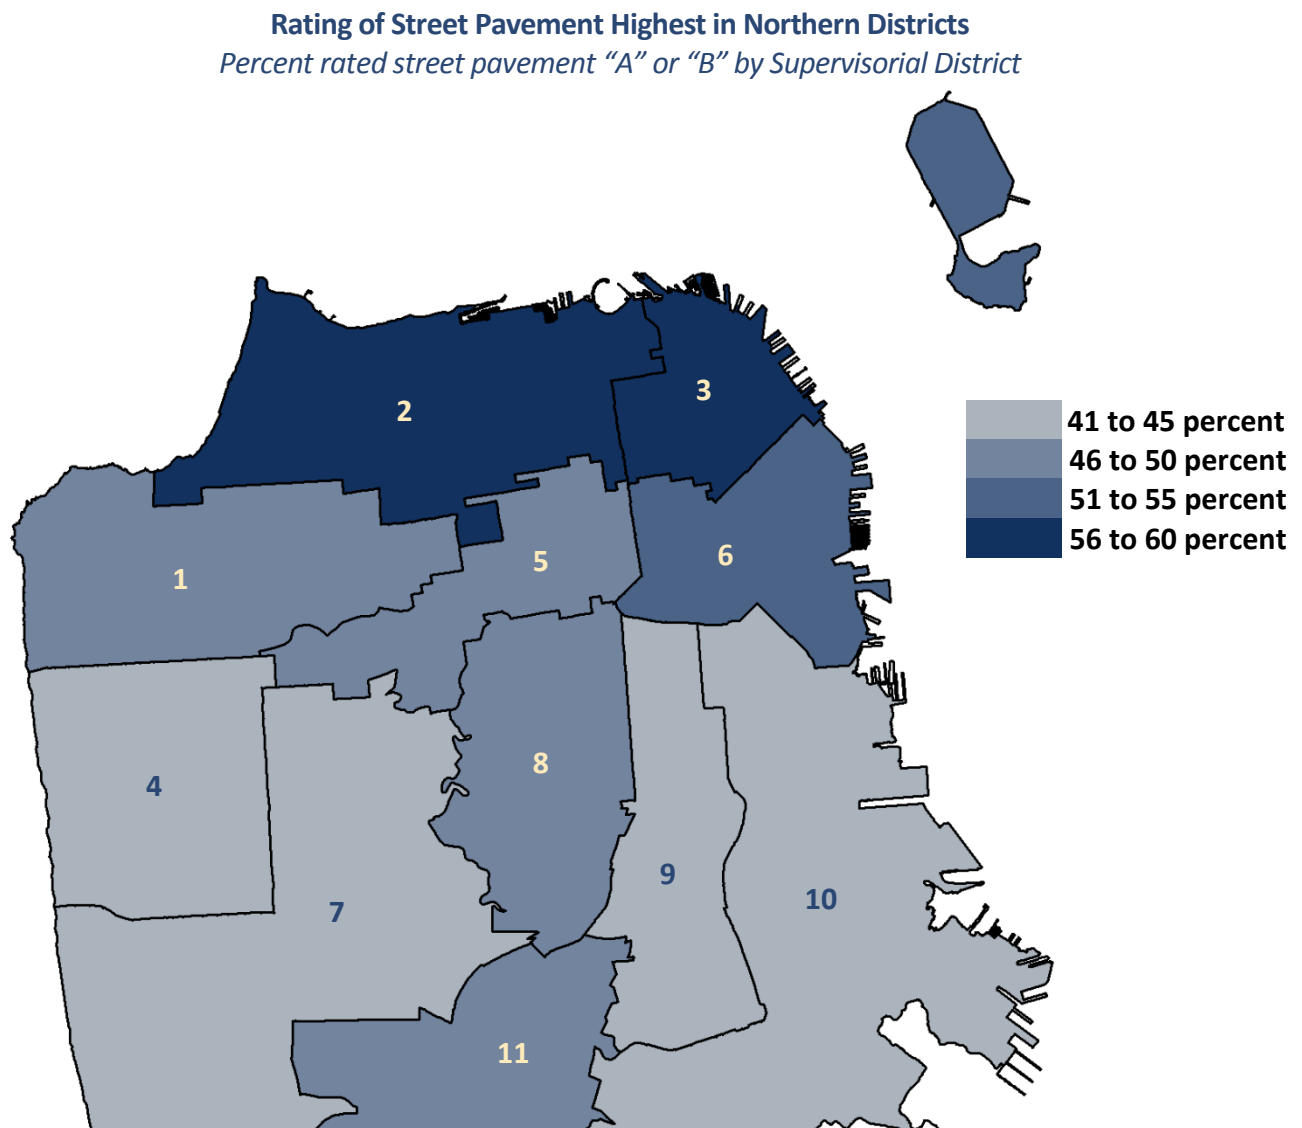 Rating of Street Pavement Highest in Northern Districts
Percent rated street pavement “A” or “B” by Supervisorial District
2
3
41 to 45 percent
46 to 50 percent
51 to 55 percent
56 to 60 percent
1
5
6
4
8
7
9
10
11